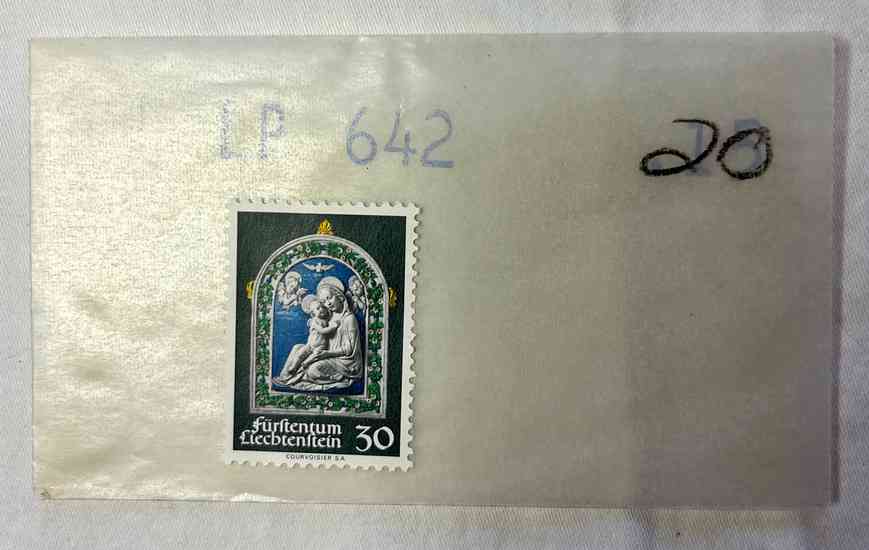 LP 642 20
Fürstentum
Liechtenstein 30
COURVOISIER S.A.